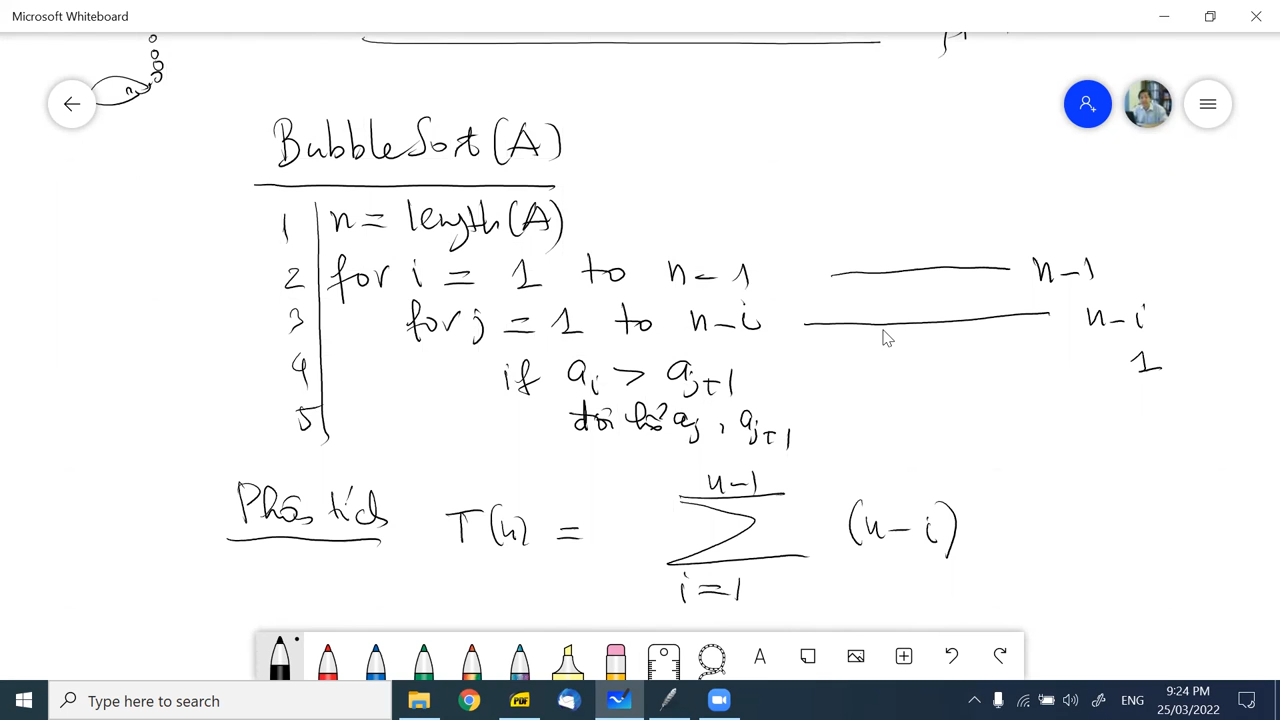 Microsoft Whiteboard
BubbleSort(A)
1 n = length(A)
2 for i = 1 to n-1 n-1
3 for j = 1 to n-i n-i
4 if aj > aj+1 1
5 đổi chỗ aj, aj+1
Phân tích T(n) = n-1 ∑ i=1 (n-i)
A
Type here to search
PDF
ENG
9:24 PM
25/03/2022